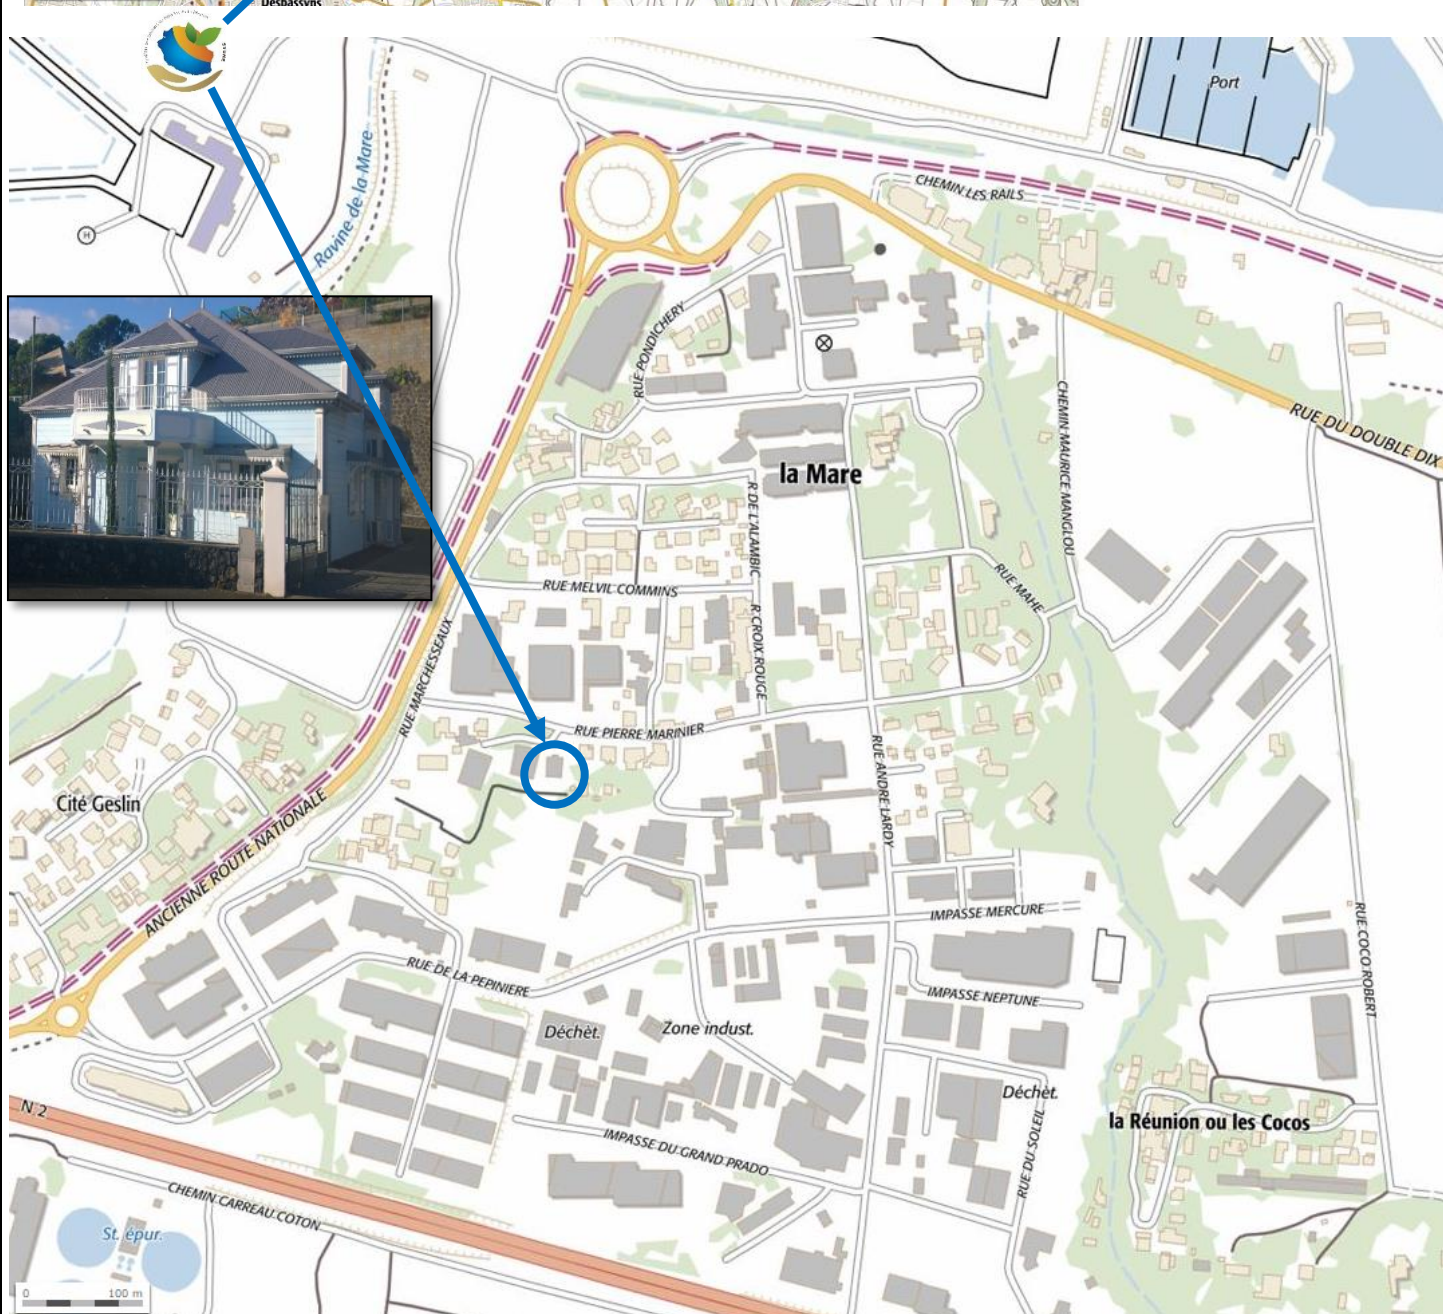 Desbassyns
Port
Ravine de la Mare
CHEMIN LES RAILS
H
RUE PONDICHERY
RUE DU DOUBLE DIX
CHEMIN MAURICE MANGLOU
la Mare
R DE L'ALAMBIC
RUE MELVIL COMMINS
RUE MAHE
R CROIX ROUGE
RUE MARCHESSEAUX
RUE PIERRE MARINIER
RUE ANDRE LARDY
Cité Geslin
ANCIENNE ROUTE NATIONALE
IMPASSE MERCURE
RUE COCO ROBERT
RUE DE LA PEPINIERE
IMPASSE NEPTUNE
Déchèt.
Zone indust.
Déchèt.
N 2
la Réunion ou les Cocos
IMPASSE DU GRAND PRADO
RUE DU SOLEIL
CHEMIN CARREAU COTON
St. épur.
0 100 m